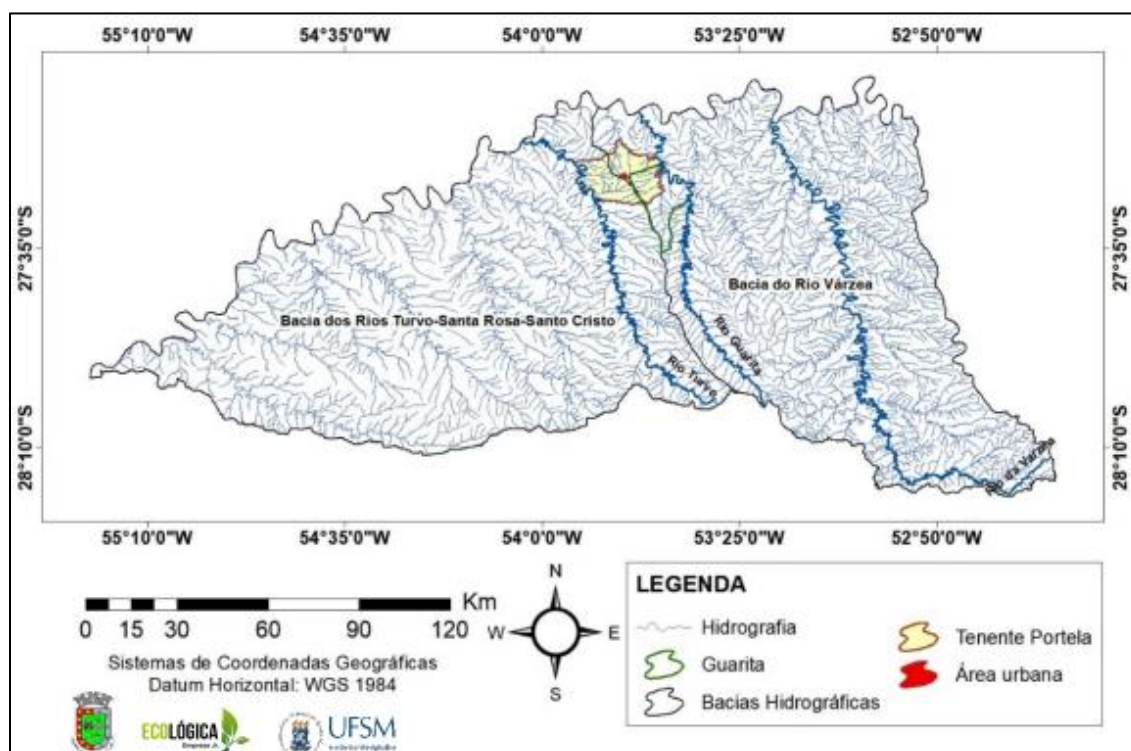 55°10'0"W 54°35'0"W 54°0'0"W 53°25'0"W 52°50'0"W
27°35'0"S
27°35'0"S
Bacia do Rio Várzea
Bacia dos Rios Turvo-Santa Rosa-Santo Cristo
Rio Guarita
Rio Turvo
28°10'0"S
28°10'0"S
Rio da Várzea
55°10'0"W 54°35'0"W 54°0'0"W 53°25'0"W 52°50'0"W
Km
0 15 30 60 90 120
Sistemas de Coordenadas Geográficas
Datum Horizontal: WGS 1984
ECOLÓGICA
Empresa Jr.
UFSM
N
W E
S
LEGENDA
Hidrografia
Guarita
Bacias Hidrográficas
Tenente Portela
Área urbana